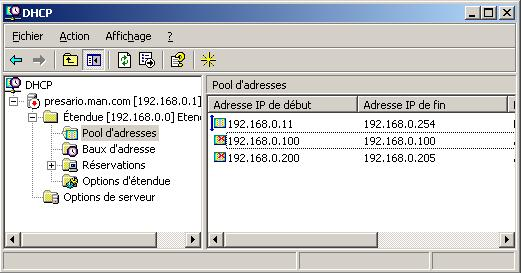 DHCP
Fichier Action Affichage ?
DHCP
presario.man.com [192.168.0.1]
Étendue [192.168.0.0] Eten
Pool d'adresses
Baux d'adresse
Réservations
Options d'étendue
Options de serveur
Pool d'adresses
Adresse IP de début Adresse IP de fin
192.168.0.11 192.168.0.254
192.168.0.100 192.168.0.100
192.168.0.200 192.168.0.205